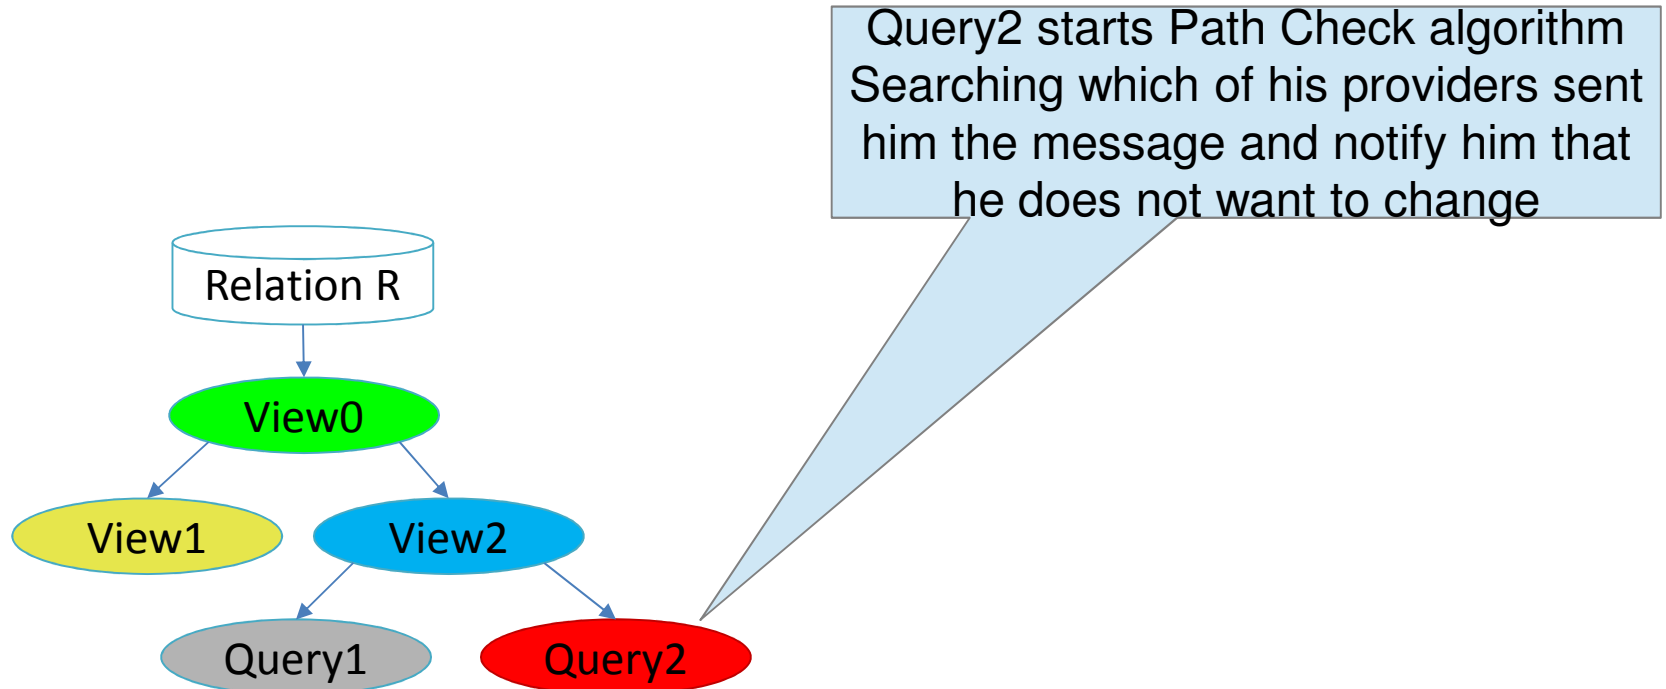 Query2 starts Path Check algorithm
Searching which of his providers sent
him the message and notify him that
he does not want to change
Relation R
View0
View1
View2
Query1
Query2